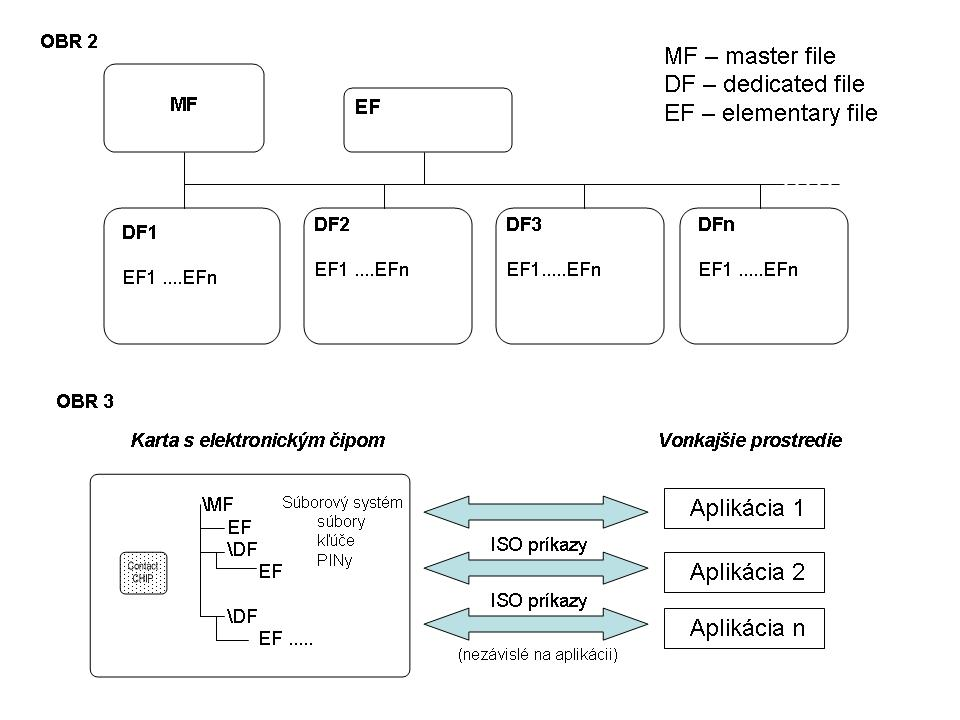 OBR 2
MF – master file
DF – dedicated file
EF – elementary file
MF
EF
DF1
EF1 ....EFn
DF2
EF1 ....EFn
DF3
EF1.....EFn
DFn
EF1 .....EFn
OBR 3
Karta s elektronickým čipom
Vonkajšie prostredie
\MF
EF
\DF
EF
\DF
EF .....
Súborový systém
súbory
kľúče
PINy
Contact
CHIP
ISO príkazy
ISO príkazy
(nezávislé na aplikácii)
Aplikácia 1
Aplikácia 2
Aplikácia n